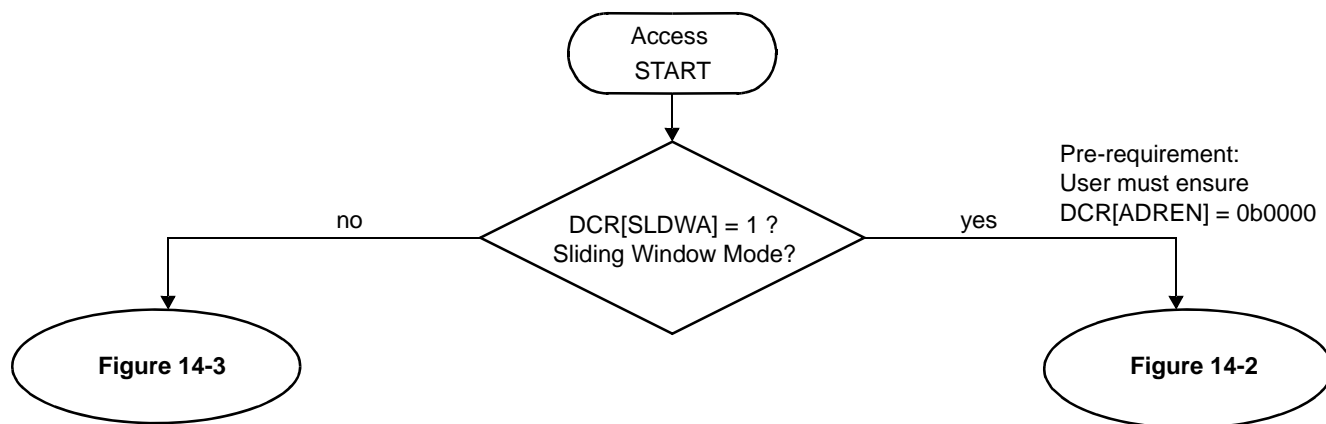 Access
START
Pre-requirement:
User must ensure
DCR[ADREN] = 0b0000
no
DCR[SLDWA] = 1 ?
Sliding Window Mode?
yes
Figure 14-3
Figure 14-2